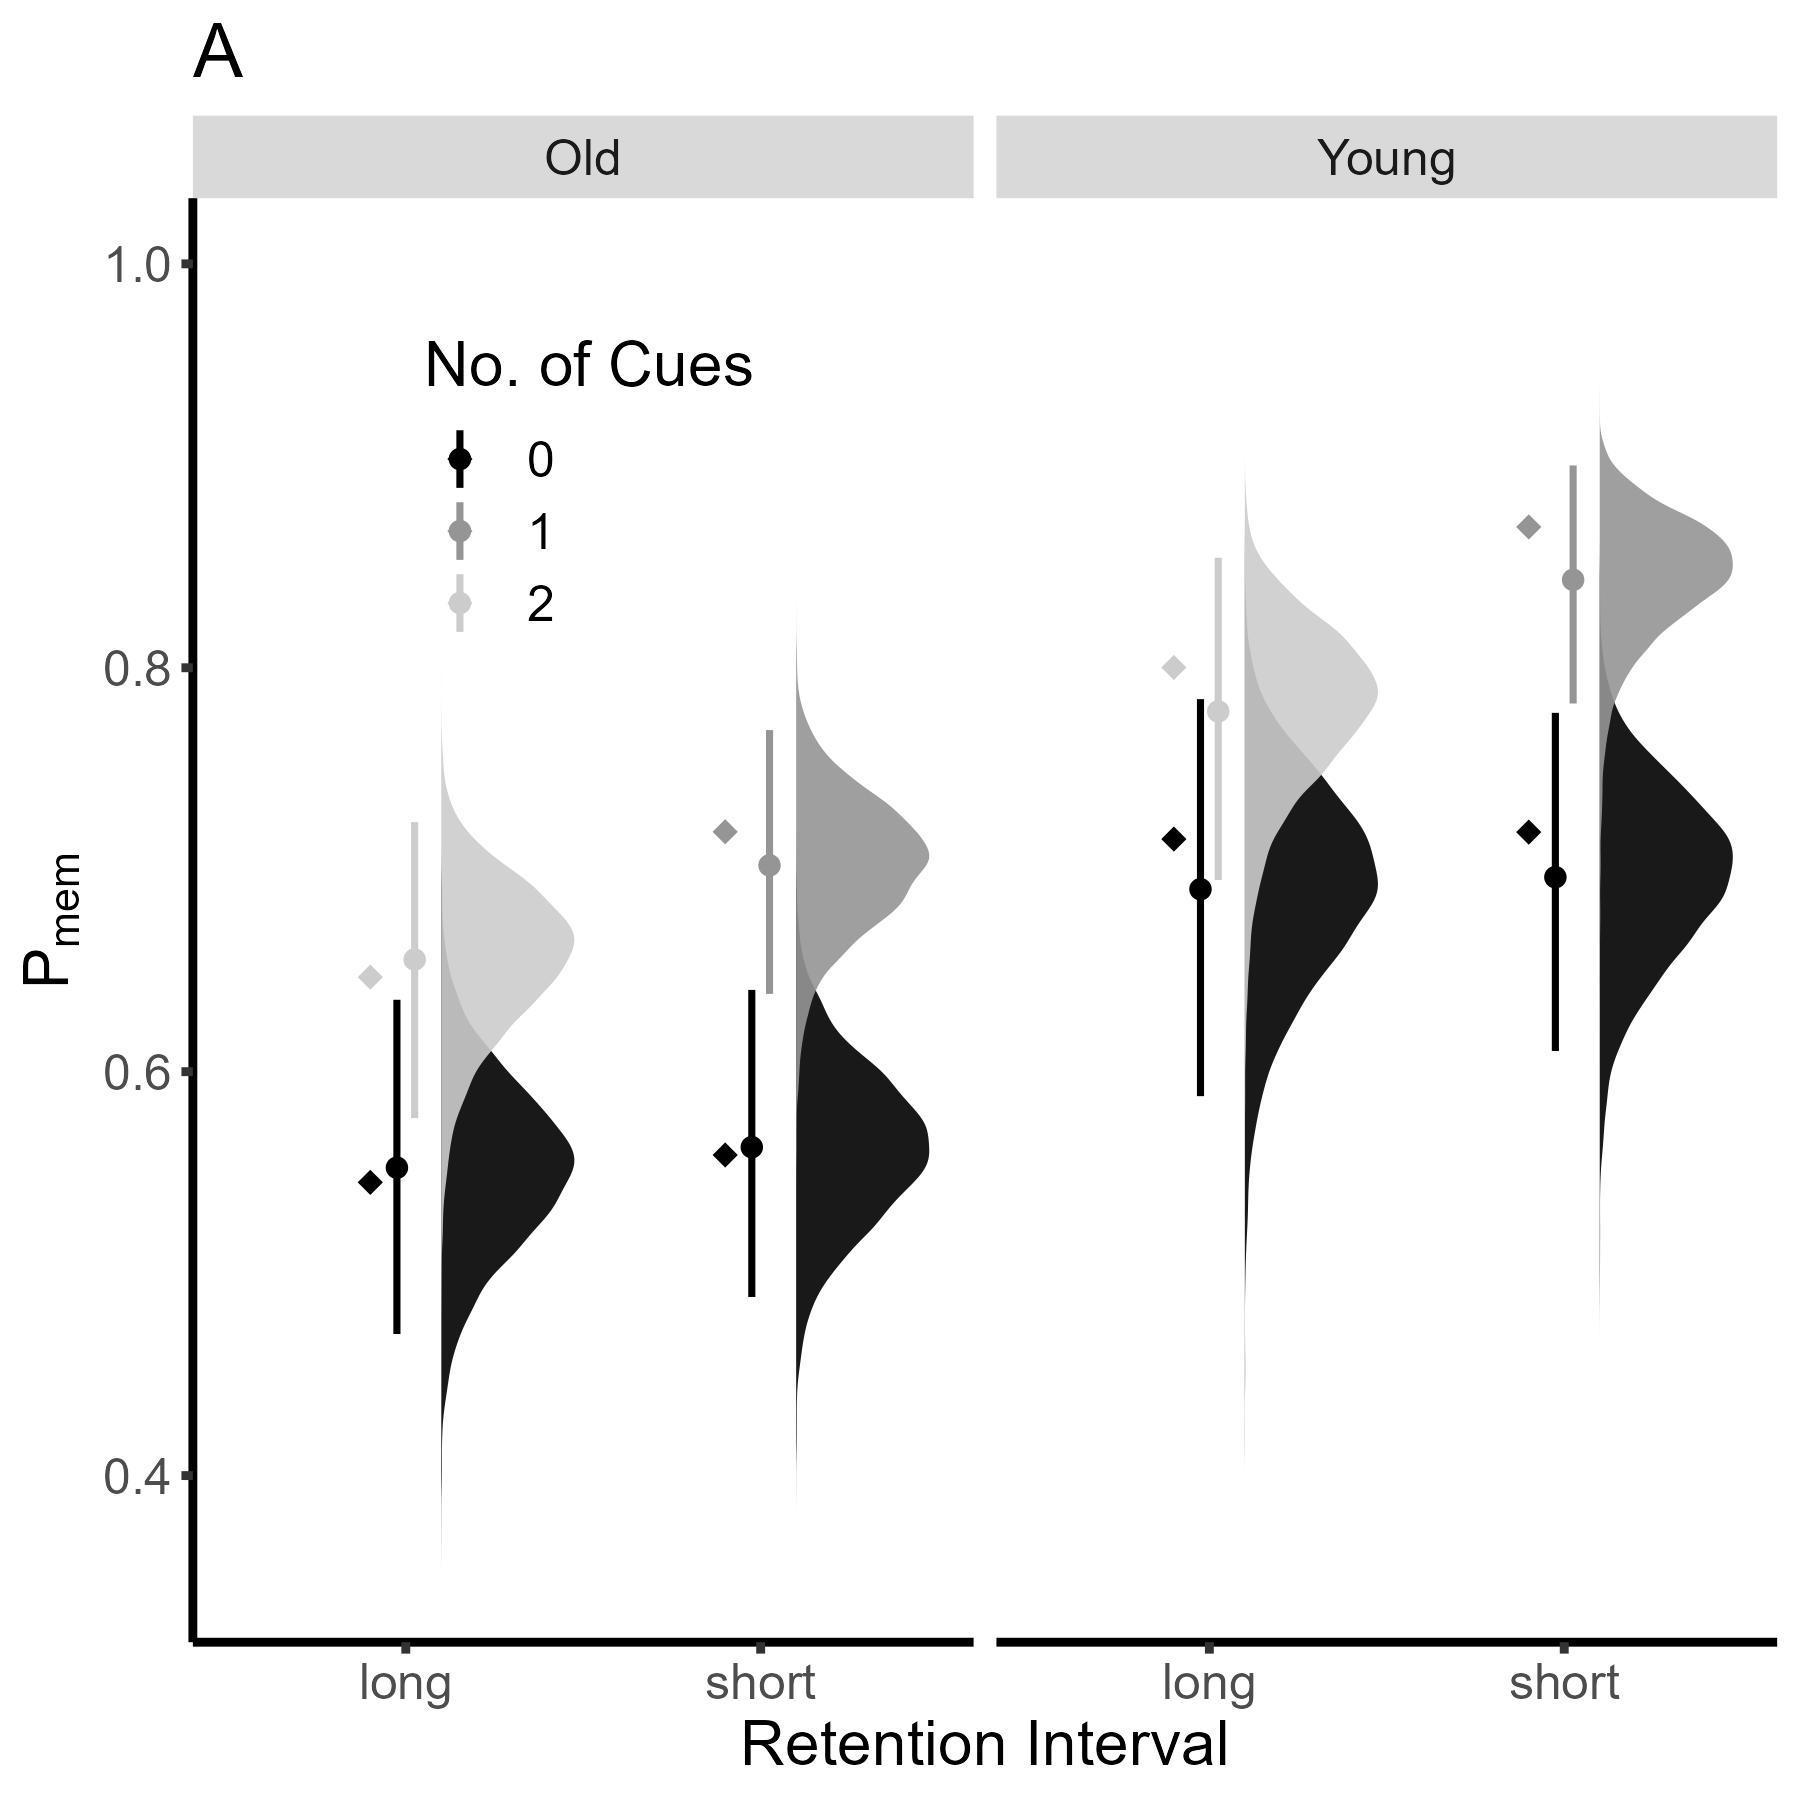 A
Old
Young
1.0
0.8
0.6
0.4
No. of Cues
0
1
2
Pmem
long
short
long
short
Retention Interval